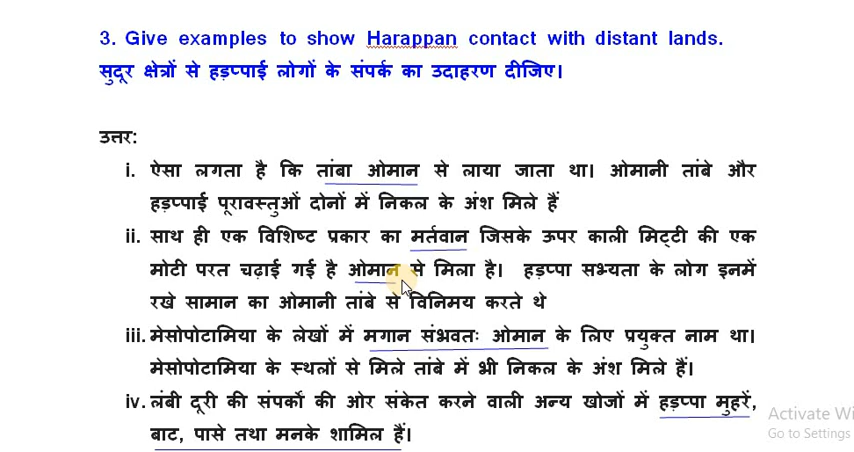 3. Give examples to show Harappan contact with distant lands.
सुदूर क्षेत्रों से हड़प्पाई लोगों के संपर्क का उदाहरण दीजिए।
उत्तर:
i. ऐसा लगता है कि तांबा ओमान से लाया जाता था। ओमानी तांबे और
हड़प्पाई पूरावस्तुओं दोनों में निकल के अंश मिले हैं
ii. साथ ही एक विशिष्ट प्रकार का मर्तवान जिसके ऊपर काली मिट्टी की एक
मोटी परत चढ़ाई गई है ओमान से मिला है। हड़प्पा सभ्यता के लोग इनमें
रखे सामान का ओमानी तांबे से विनिमय करते थे
iii. मेसोपोटामिया के लेखों में मगान संभवतः ओमान के लिए प्रयुक्त नाम था।
मेसोपोटामिया के स्थलों से मिले तांबे में भी निकल के अंश मिले हैं।
iv. लंबी दूरी की संपर्कों की ओर संकेत करने वाली अन्य खोजों में हड़प्पा मुहरें,
बाट, पासे तथा मनके शामिल हैं।
Activate Wi
Go to Settings